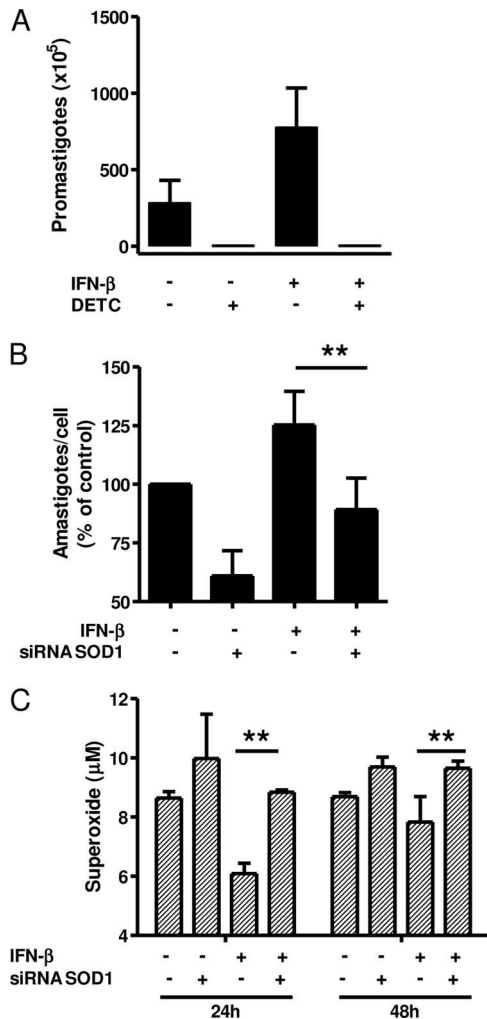 A
Promastigotes (x10⁵)
1500
1000
500
0
IFN-β - - + +
DETC - + - +
B
Amastigotes/cell
(% of control)
150
125
100
75
50
**
IFN-β - - + +
siRNA SOD1 - + - +
C
Superoxide (μM)
12
10
8
6
4
** **
IFN-β - - + + - - + +
siRNA SOD1 - + - + - + - +
24h 48h